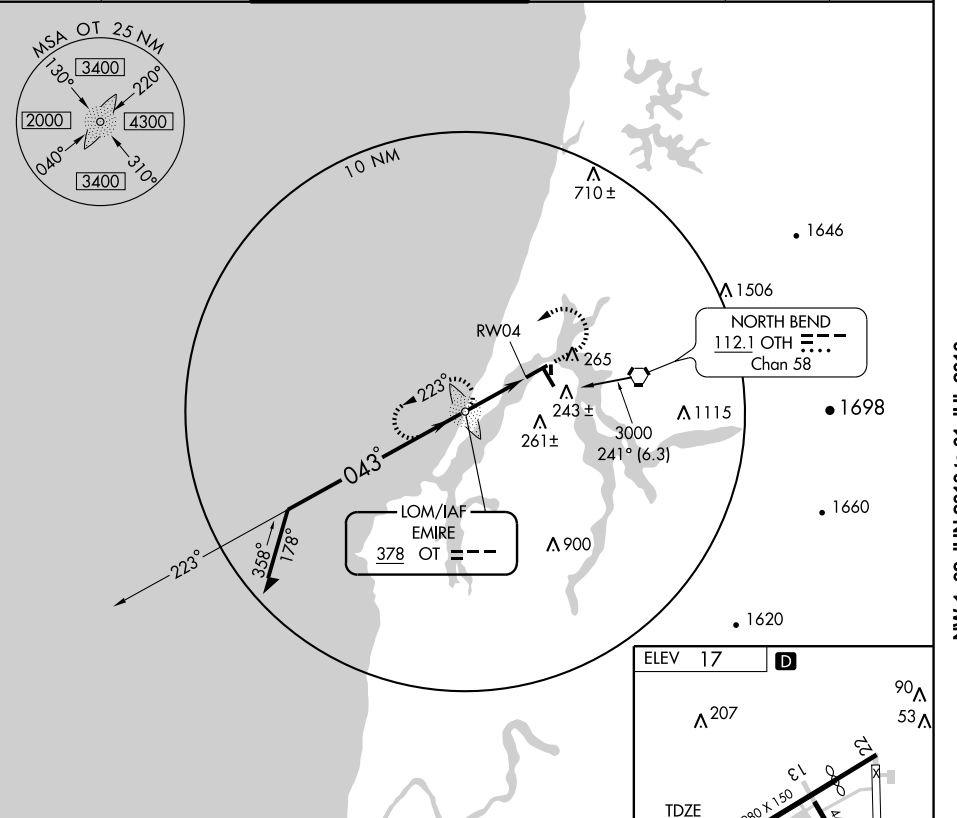 MSA OT 25 NM
130°
3400
220°
2000
4300
040°
3400
310°
10 NM
710 ±
1646
1506
NORTH BEND
112.1 OTH
Chan 58
RW04
265
223°
243 ±
261±
1115
1698
3000
241° (6.3)
043°
LOM/IAF
EMIRE
378 OT
900
1660
358°
178°
223°
1620
ELEV 17
D
207
90
53
22
13
X
X 150
TDZE